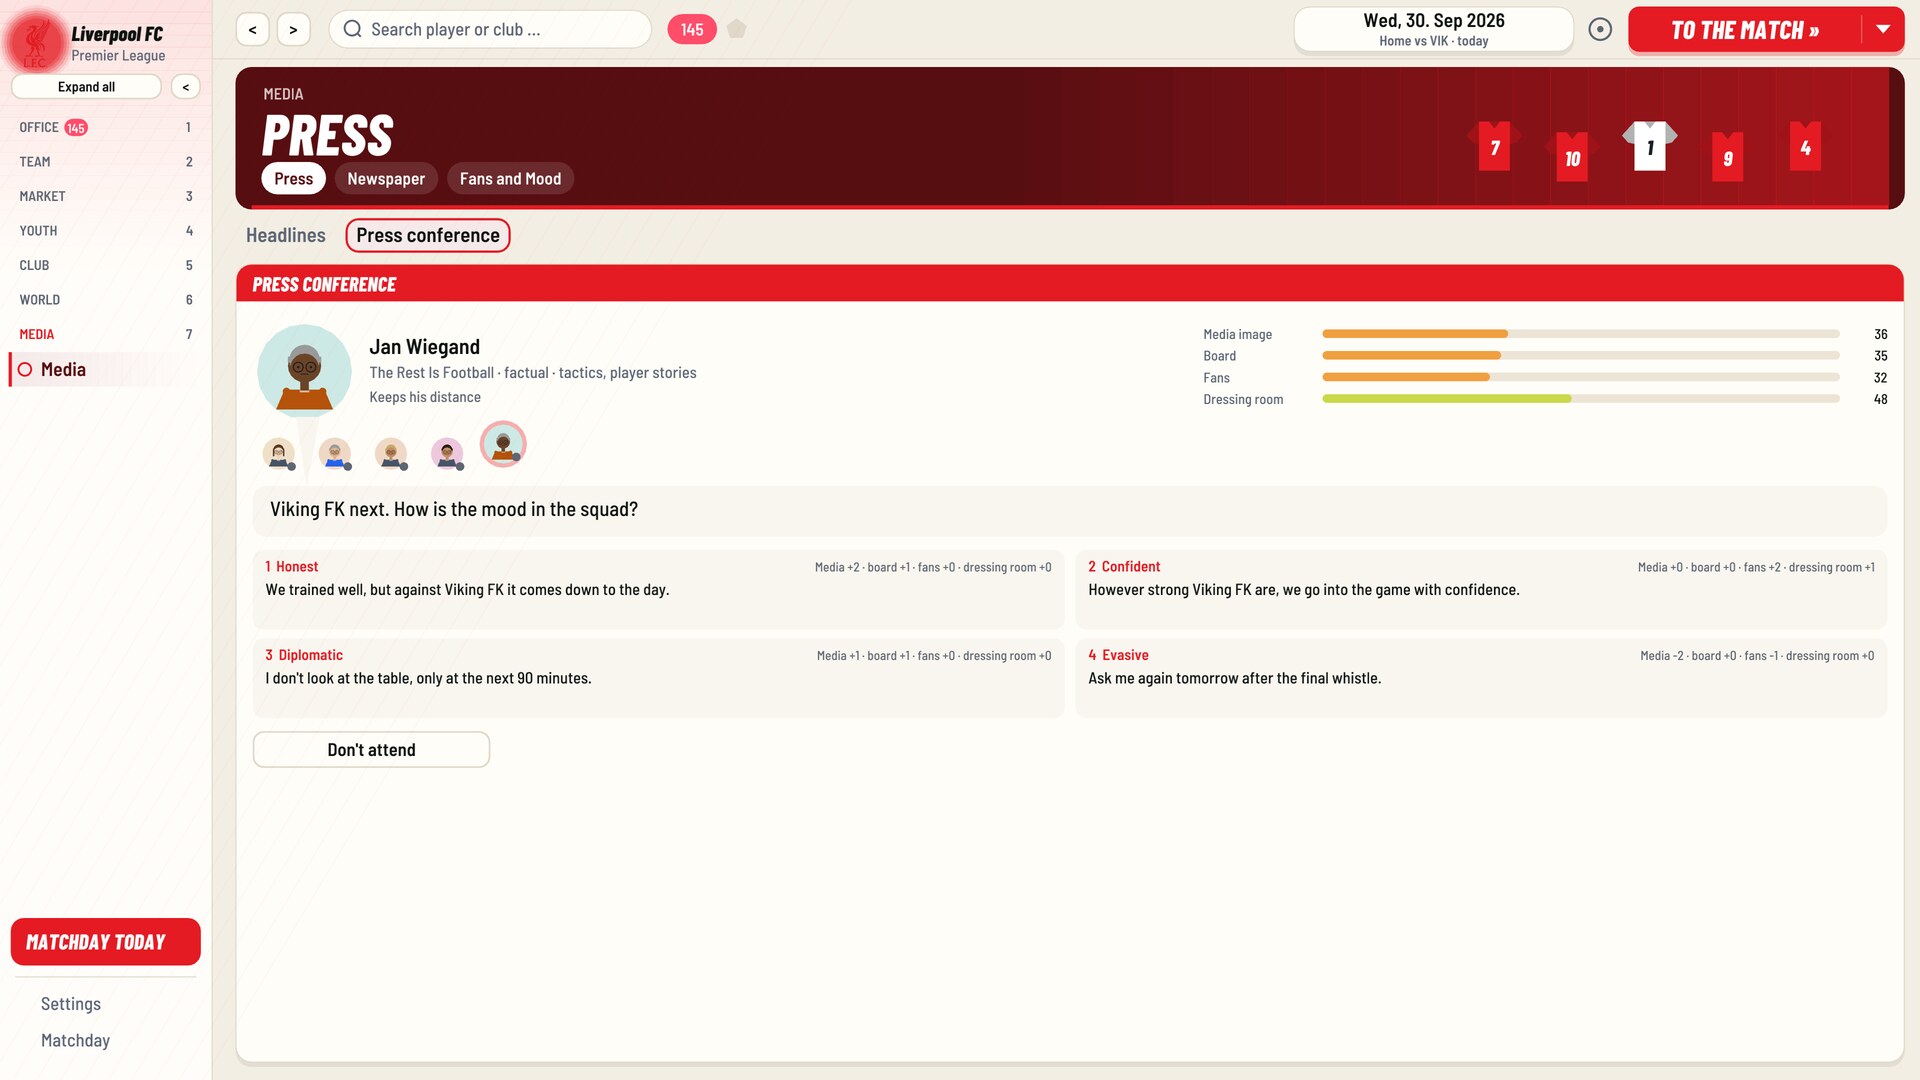 Liverpool FC
Premier League
Expand all
<
OFFICE 145 1
TEAM 2
MARKET 3
YOUTH 4
CLUB 5
WORLD 6
MEDIA 7
Media
MATCHDAY TODAY
Settings
Matchday
< >
Search player or club ...
145
Wed, 30. Sep 2026
Home vs VIK · today
TO THE MATCH »
MEDIA
PRESS
Press Newspaper Fans and Mood
7 10 1 9 4
Headlines Press conference
PRESS CONFERENCE
Jan Wiegand
The Rest Is Football · factual · tactics, player stories
Keeps his distance
Media image 36
Board 35
Fans 32
Dressing room 48
Viking FK next. How is the mood in the squad?
1 Honest Media +2 · board +1 · fans +0 · dressing room +0
We trained well, but against Viking FK it comes down to the day.
2 Confident Media +0 · board +0 · fans +2 · dressing room +1
However strong Viking FK are, we go into the game with confidence.
3 Diplomatic Media +1 · board +1 · fans +0 · dressing room +0
I don't look at the table, only at the next 90 minutes.
4 Evasive Media -2 · board +0 · fans -1 · dressing room +0
Ask me again tomorrow after the final whistle.
Don't attend